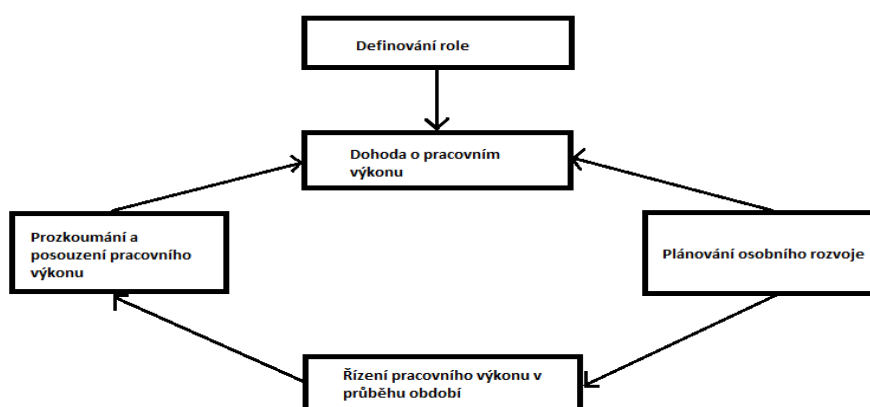 Definování role
Dohoda o pracovním
výkonu
Prozkoumání a
posouzení pracovního
výkonu
Plánování osobního rozvoje
Řízení pracovního výkonu v
průběhu období